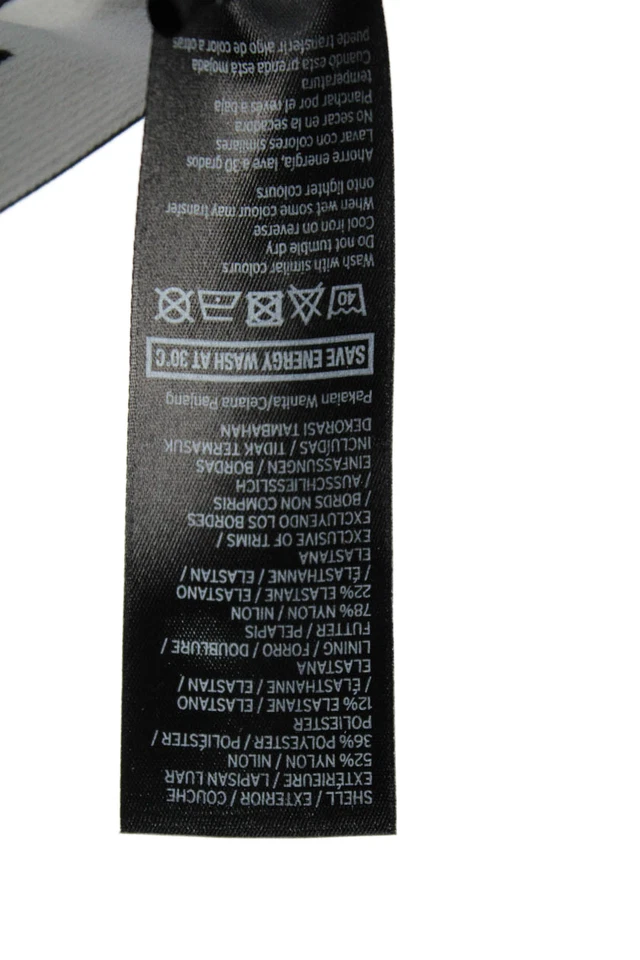 SHELL / EXTERIOR / COUCHE
EXTÉRIEURE / LAPISAN LUAR
52% NYLON / NILON
36% POLYESTER / POLIÉSTER /
POLIESTER
12% ELASTANE / ELASTANO
/ ÉLASTHANNE / ELASTAN /
ELASTANA
LINING / FORRO / DOUBLURE /
FUTTER / PELAPIS
78% NYLON / NILON
22% ELASTANE / ELASTANO
/ ÉLASTHANNE / ELASTAN /
ELASTANA
EXCLUSIVE OF TRIMS /
EXCLUYENDO LOS BORDES
/ BORDS NON COMPRIS
/ AUSSCHLIESSLICH
EINFASSUNGEN / BORDAS
INCLUÍDAS / TIDAK TERMASUK
DEKORASI TAMBAHAN
Pakaian Wanita/Celana Panjang
SAVE ENERGY WASH AT 30°C
40
Wash with similar colours
Do not tumble dry
Cool iron on reverse
When wet some colour may transfer
onto lighter colours
Ahorre energía, lave a 30 grados
Lavar con colores similares
No secar en la secadora
Planchar por el revés a baja
temperatura
Cuando esta prenda está mojada
puede transferir algo de color a otras